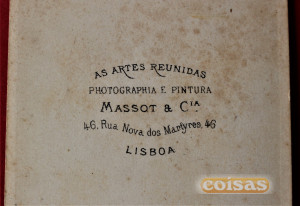 AS ARTES REUNIDAS
PHOTOGRAPHIA E PINTURA
MASSOT & CIA
46, Rua Nova dos Martyres, 46
LISBOA
coisas